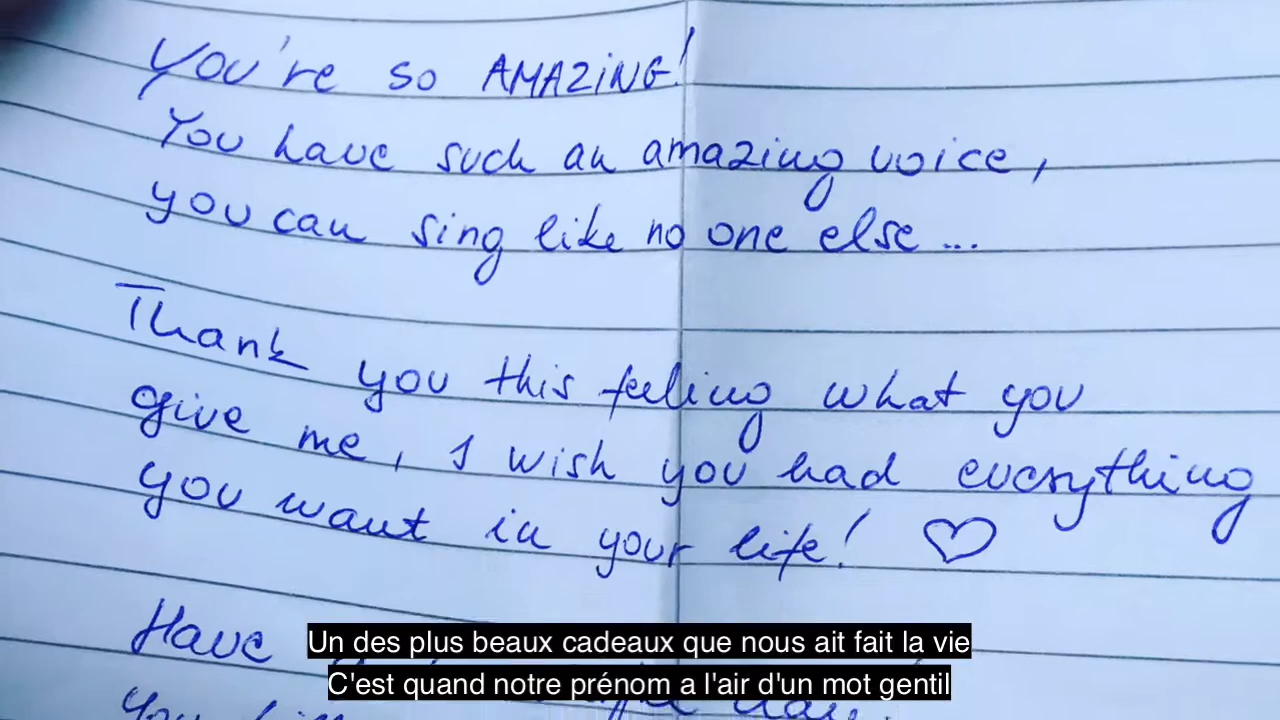 You're so AMAZiNG!
You have such an amazing voice,
you can sing like no one else...
Thank you this feeling what you
give me, I wish you had everything
you want in your life! ♡
Have
Un des plus beaux cadeaux que nous ait fait la vie
C'est quand notre prénom a l'air d'un mot gentil